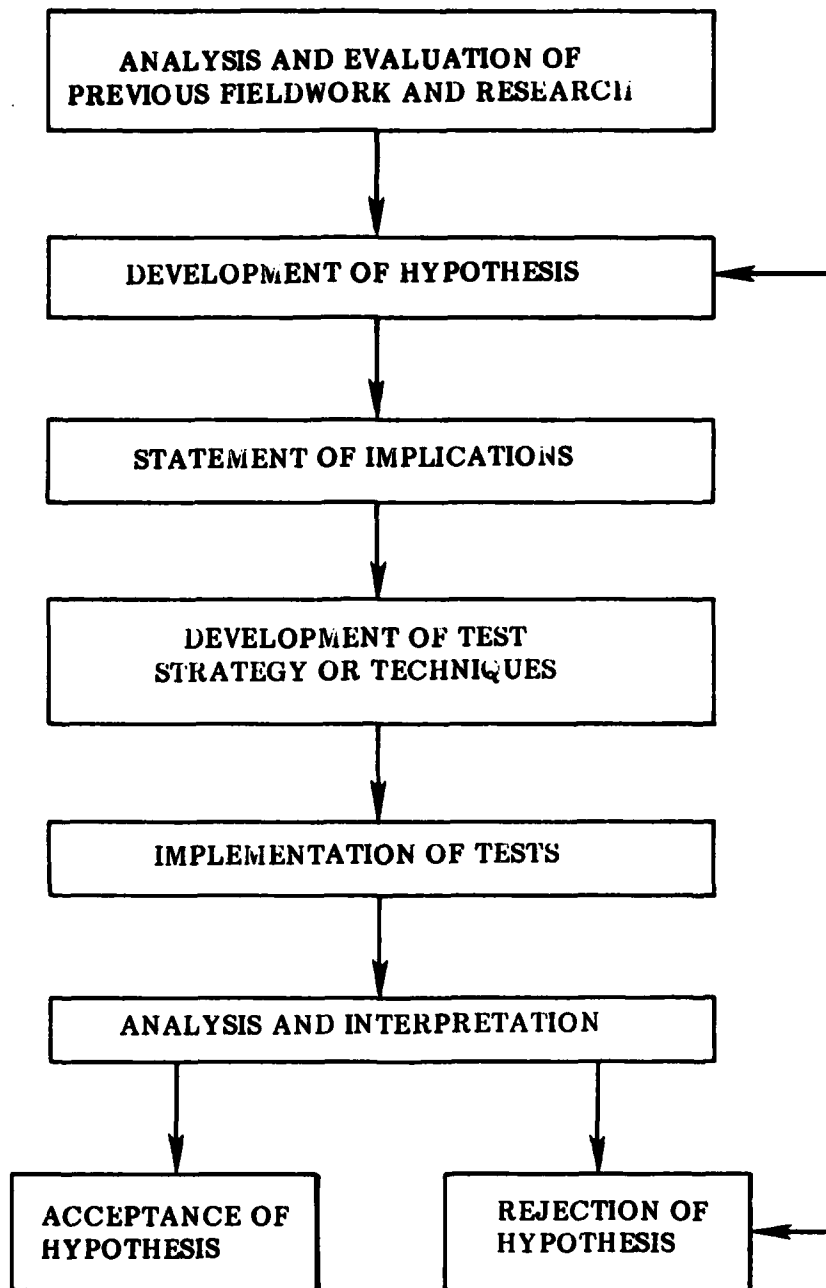 ANALYSIS AND EVALUATION OF
PREVIOUS FIELDWORK AND RESEARCH
DEVELOPMENT OF HYPOTHESIS
STATEMENT OF IMPLICATIONS
DEVELOPMENT OF TEST
STRATEGY OR TECHNIQUES
IMPLEMENTATION OF TESTS
ANALYSIS AND INTERPRETATION
ACCEPTANCE OF
HYPOTHESIS
REJECTION OF
HYPOTHESIS